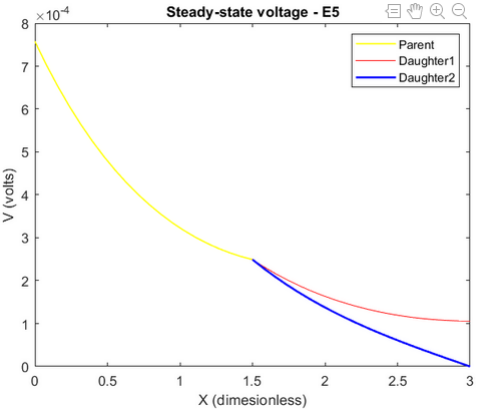 Steady-state voltage - E5
×10⁻⁴
8
7
6
5
4
3
2
1
0
V (volts)
Parent
Daughter1
Daughter2
0 0.5 1 1.5 2 2.5 3
X (dimesionless)